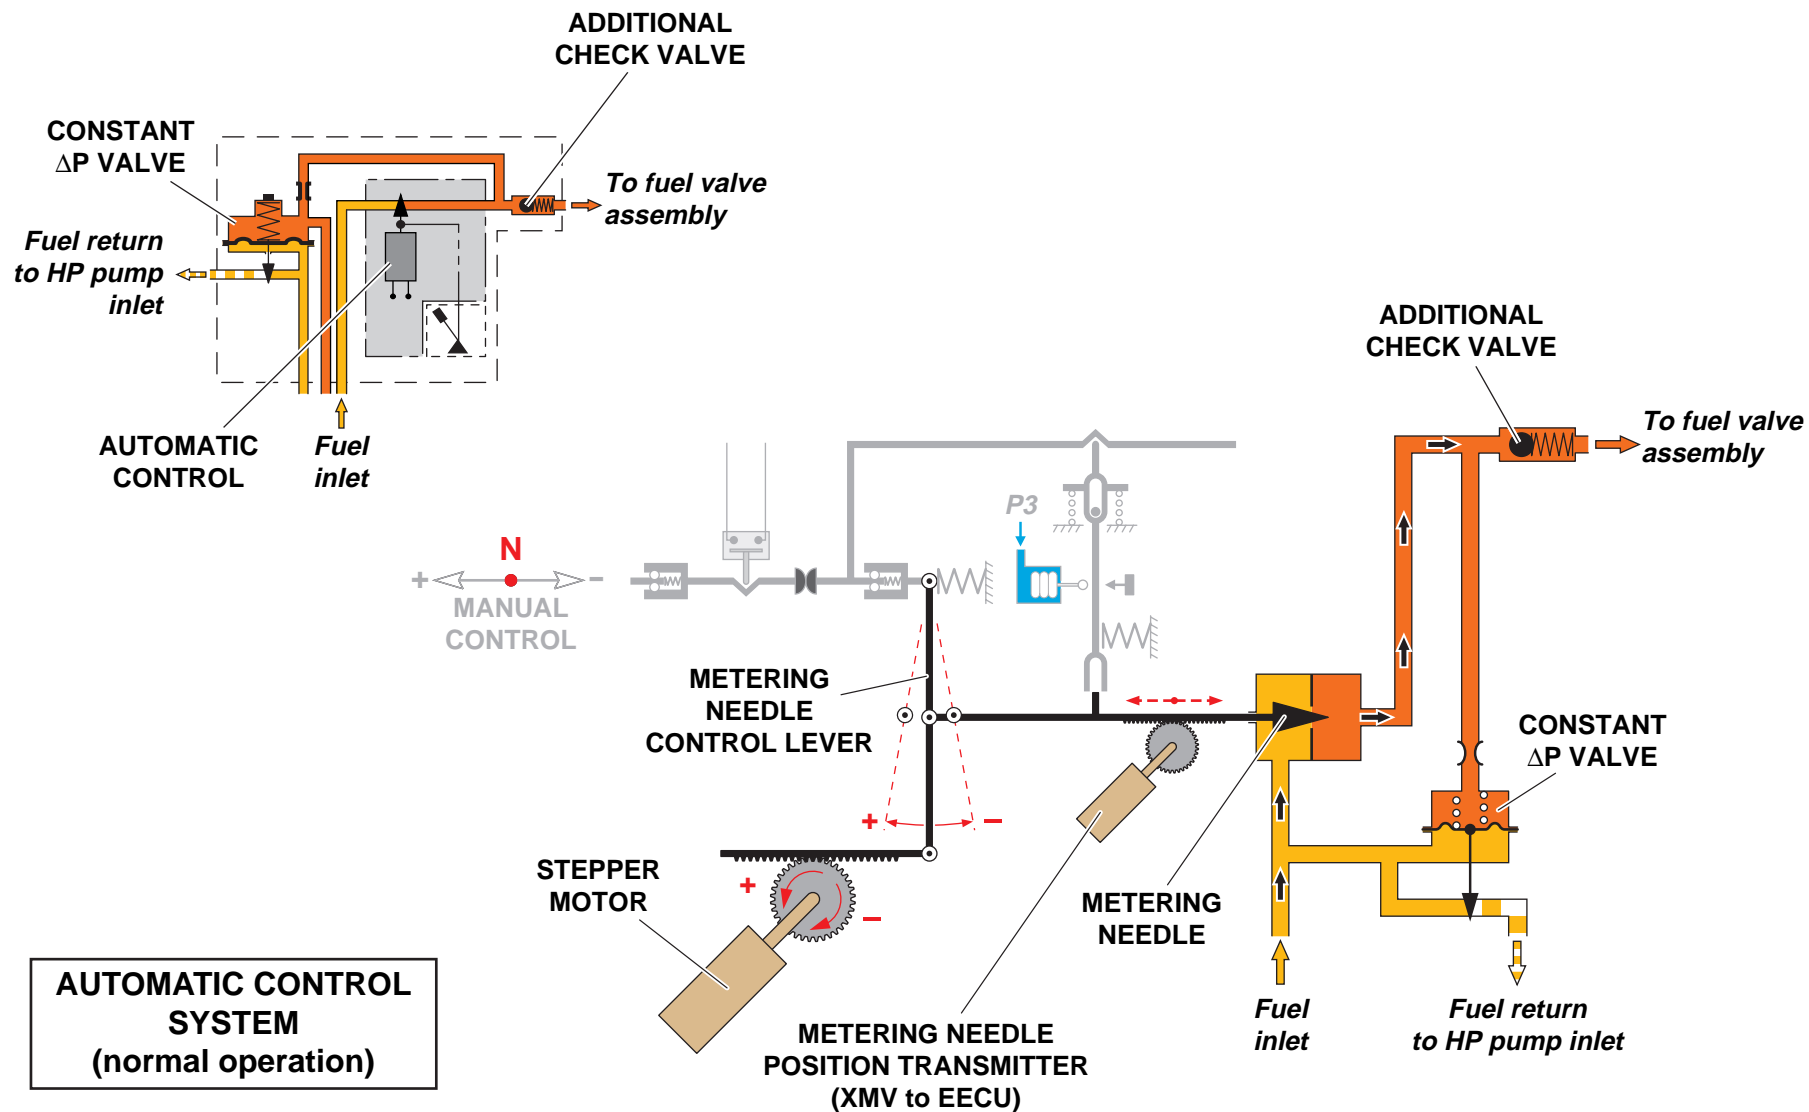 ADDITIONAL
CHECK VALVE
CONSTANT
ΔP VALVE
To fuel valve
assembly
Fuel return
to HP pump
inlet
AUTOMATIC
CONTROL
Fuel
inlet
ADDITIONAL
CHECK VALVE
To fuel valve
assembly
P3
N
+
-
MANUAL
CONTROL
METERING
NEEDLE
CONTROL LEVER
CONSTANT
ΔP VALVE
+
-
STEPPER
MOTOR
+
-
METERING
NEEDLE
AUTOMATIC CONTROL
SYSTEM
(normal operation)
METERING NEEDLE
POSITION TRANSMITTER
(XMV to EECU)
Fuel
inlet
Fuel return
to HP pump inlet